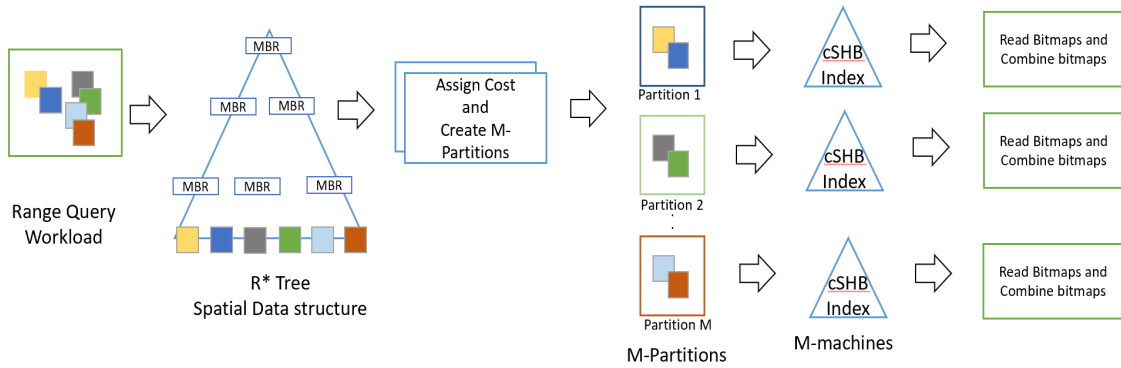 Range Query
Workload
MBR
MBR
MBR
MBR
MBR
MBR
R* Tree
Spatial Data structure
Assign Cost
and
Create M-
Partitions
Partition 1
Partition 2
.
.
Partition M
M-Partitions
cSHB
Index
cSHB
Index
cSHB
Index
M-machines
Read Bitmaps and
Combine bitmaps
Read Bitmaps and
Combine bitmaps
Read Bitmaps and
Combine bitmaps